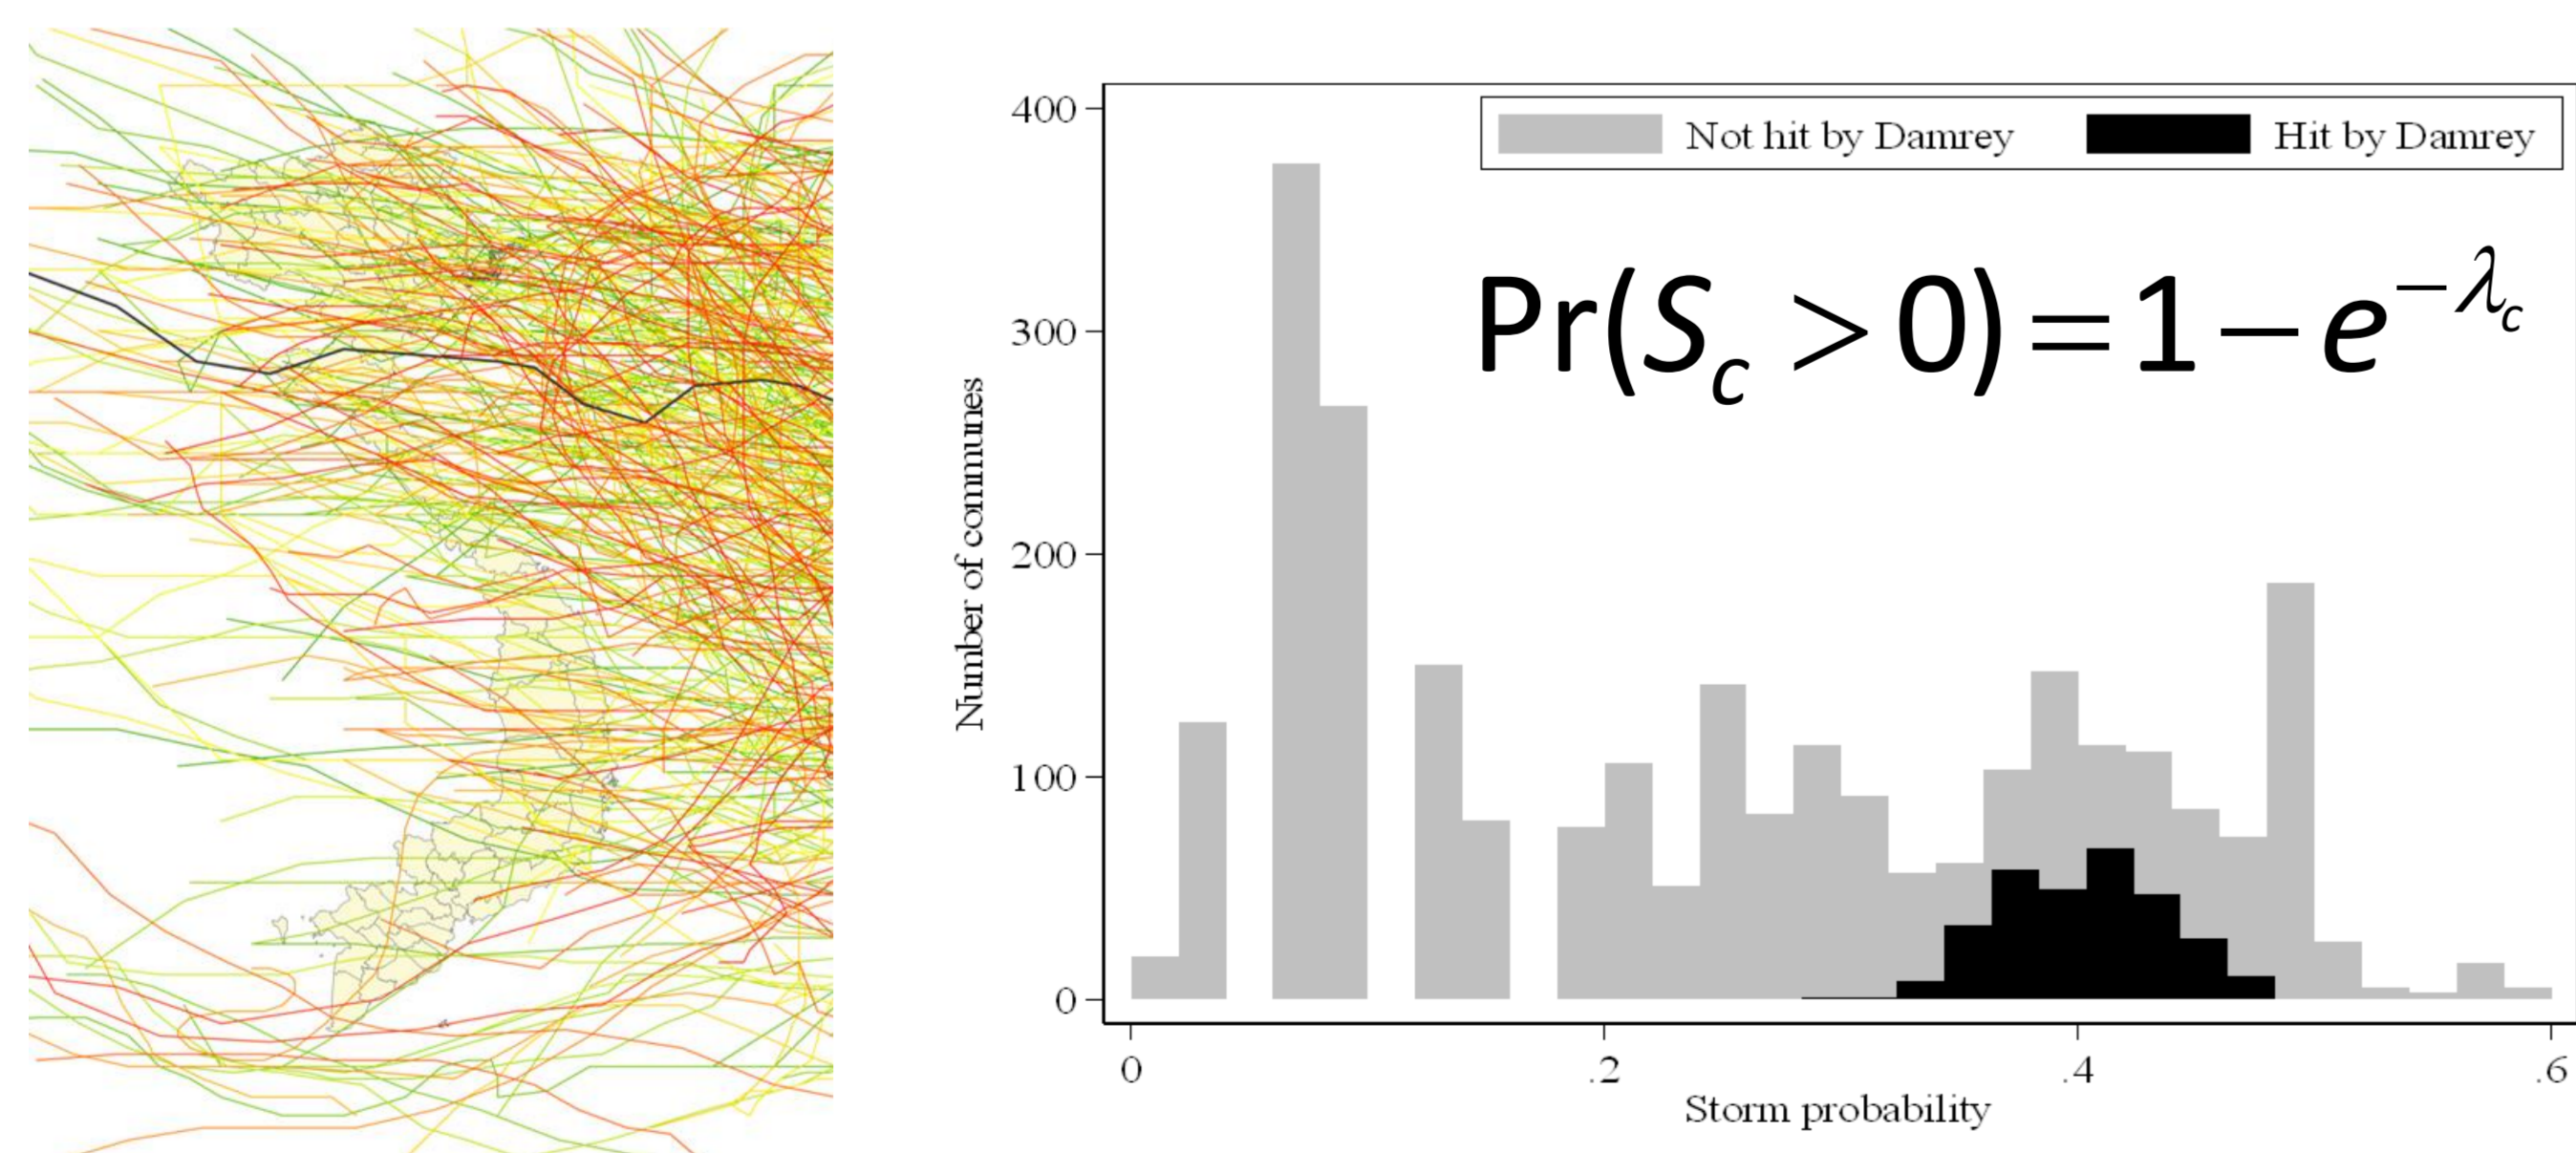 400
300
200
100
0
Number of communes
Not hit by Damrey
Hit by Damrey
Pr(S_c > 0) = 1 − e^{−λ_c}
0
.2
.4
.6
Storm probability